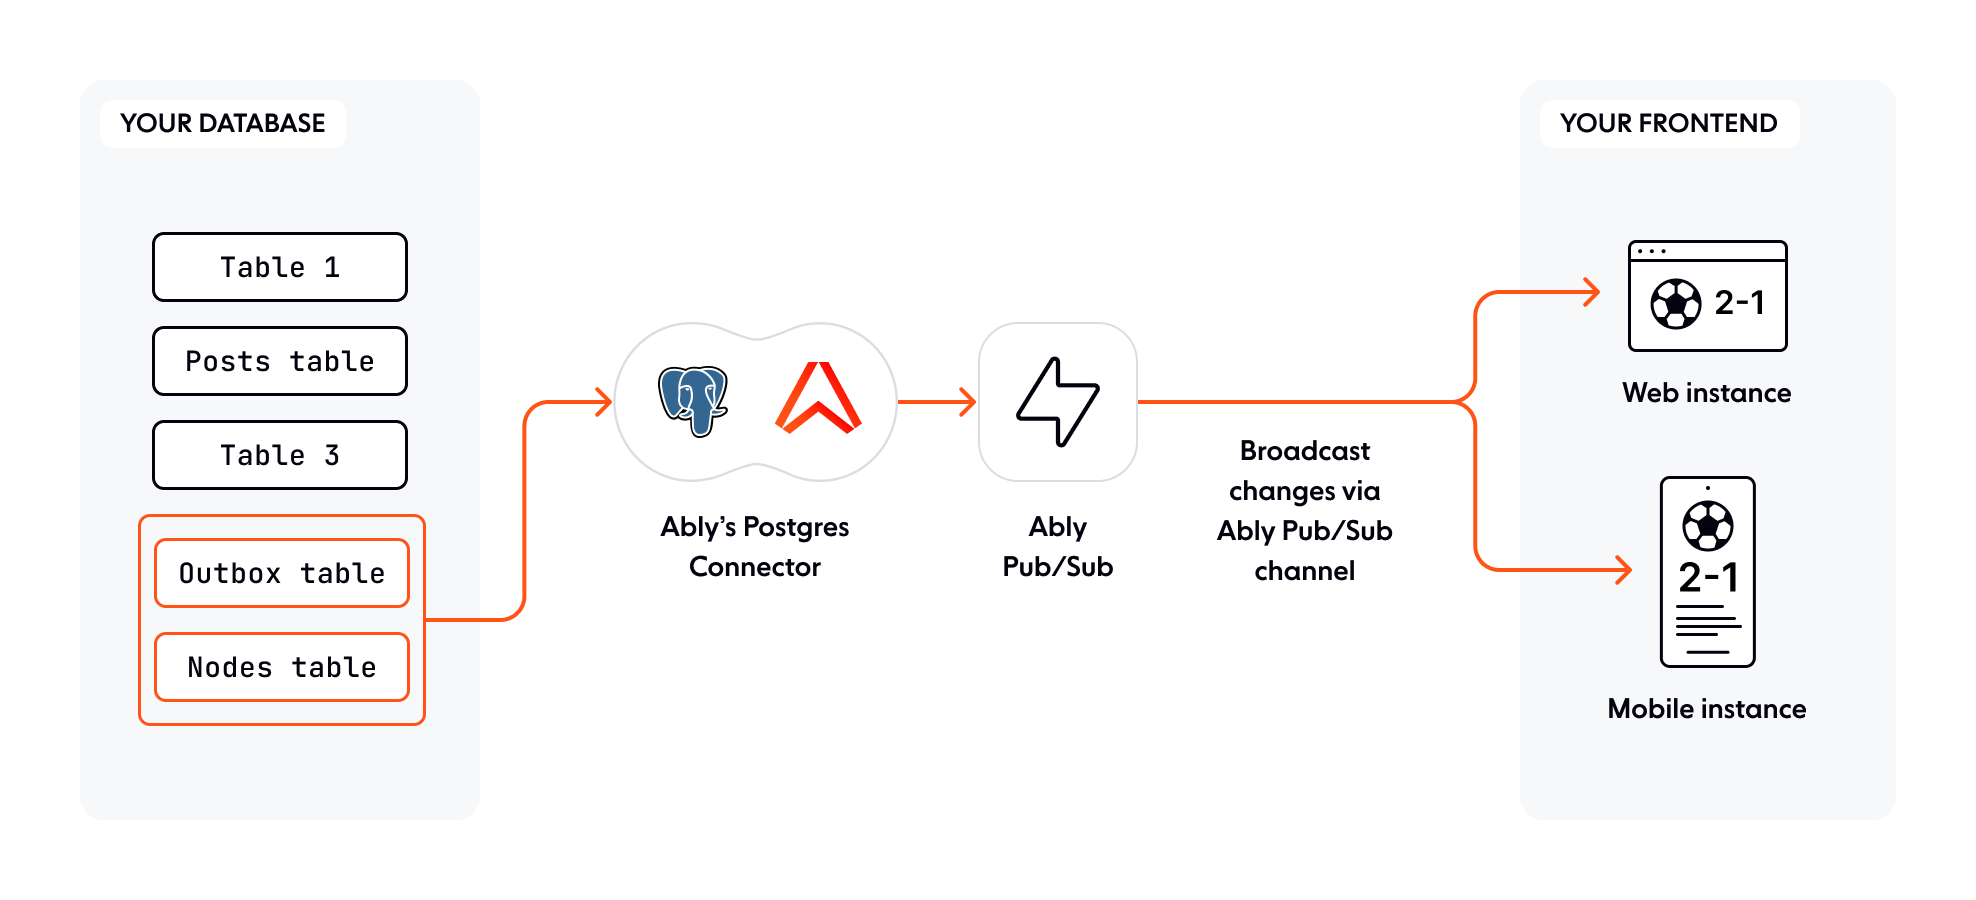 YOUR DATABASE
Table 1
Posts table
Table 3
Outbox table
Nodes table
Ably’s Postgres
Connector
Ably
Pub/Sub
Broadcast
changes via
Ably Pub/Sub
channel
YOUR FRONTEND
2-1
Web instance
2-1
Mobile instance